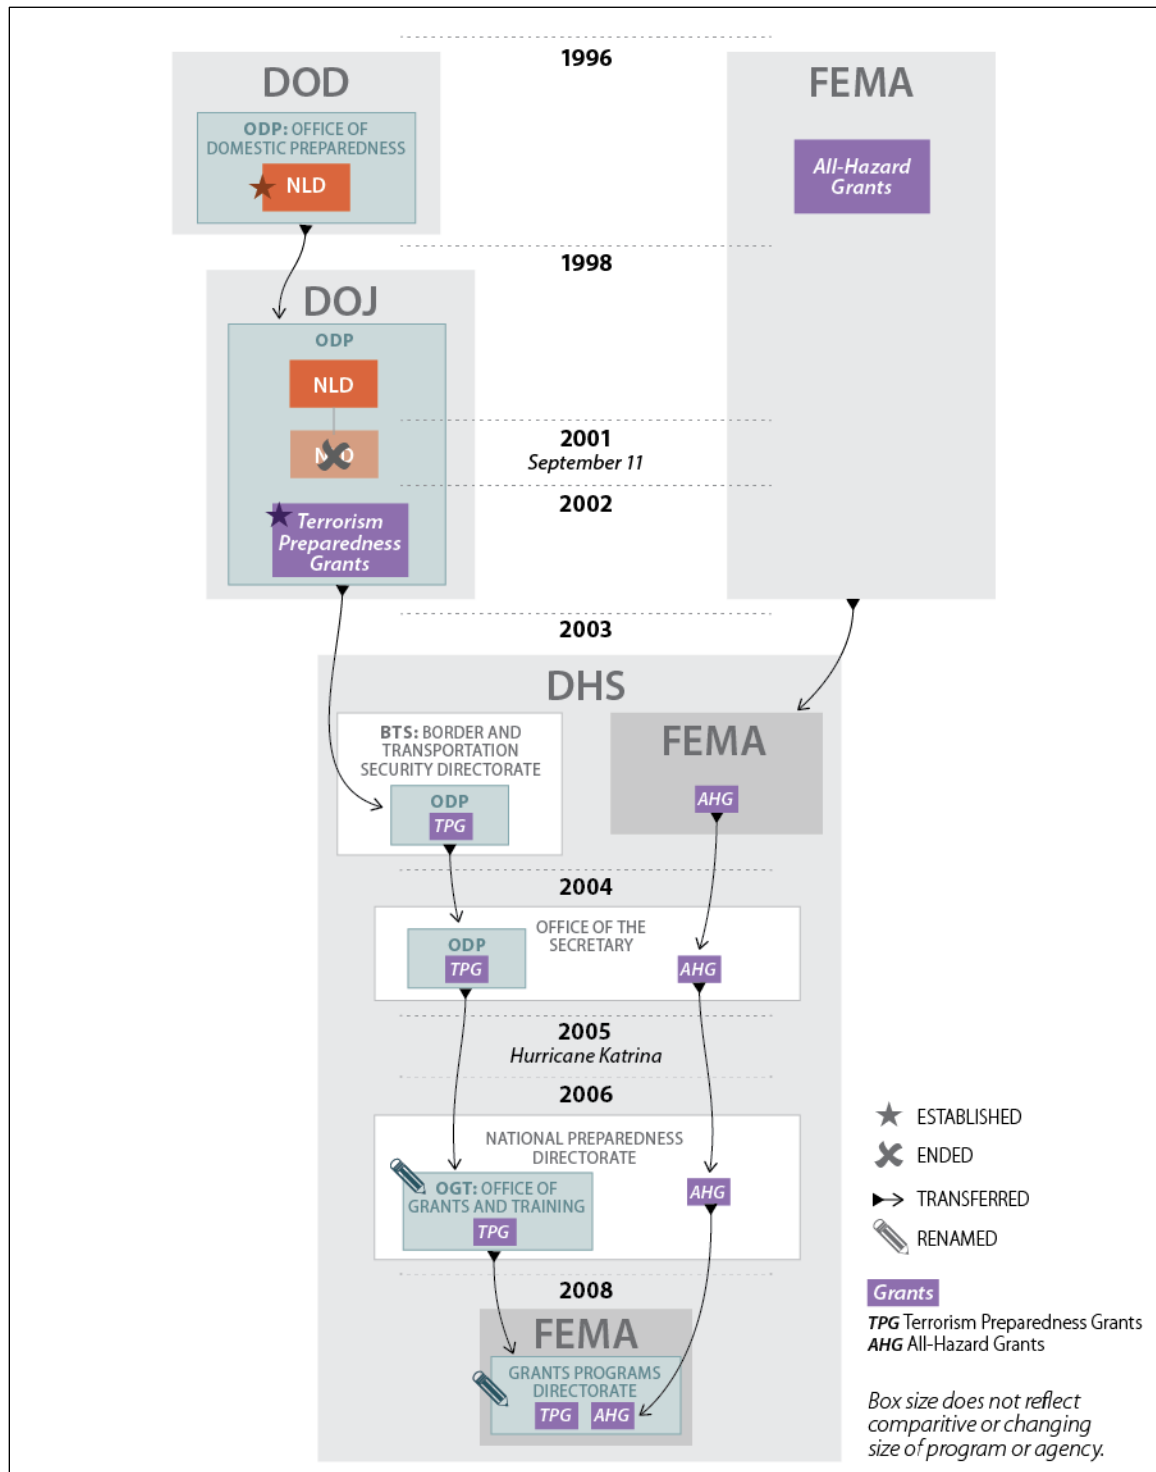 1996
DOD
ODP: OFFICE OF
DOMESTIC PREPAREDNESS
NLD
FEMA
All-Hazard
Grants
1998
DOJ
ODP
NLD
NLD
2001
September 11
2002
Terrorism
Preparedness
Grants
2003
DHS
BTS: BORDER AND
TRANSPORTATION
SECURITY DIRECTORATE
ODP
TPG
FEMA
AHG
2004
OFFICE OF THE
SECRETARY
ODP
TPG
AHG
2005
Hurricane Katrina
2006
NATIONAL PREPAREDNESS
DIRECTORATE
OGT: OFFICE OF
GRANTS AND TRAINING
TPG
AHG
2008
FEMA
GRANTS PROGRAMS
DIRECTORATE
TPG AHG
ESTABLISHED
ENDED
TRANSFERRED
RENAMED
Grants
TPG Terrorism Preparedness Grants
AHG All-Hazard Grants
Box size does not reflect
comparitive or changing
size of program or agency.